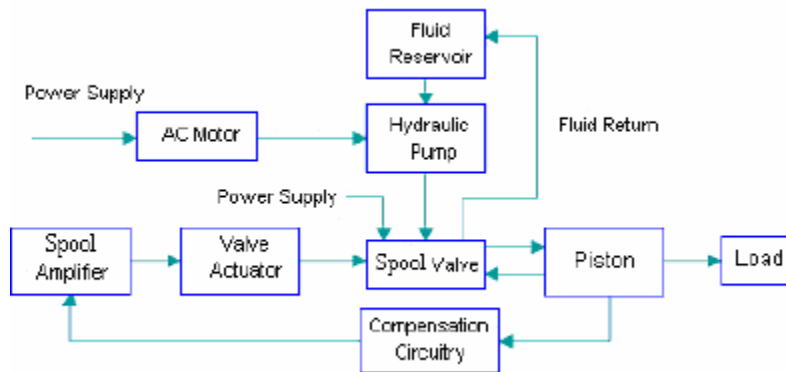 Fluid
Reservoir
Power Supply
AC Motor
Hydraulic
Pump
Fluid Return
Power Supply
Spool
Amplifier
Valve
Actuator
Spool Valve
Piston
Load
Compensation
Circuitry